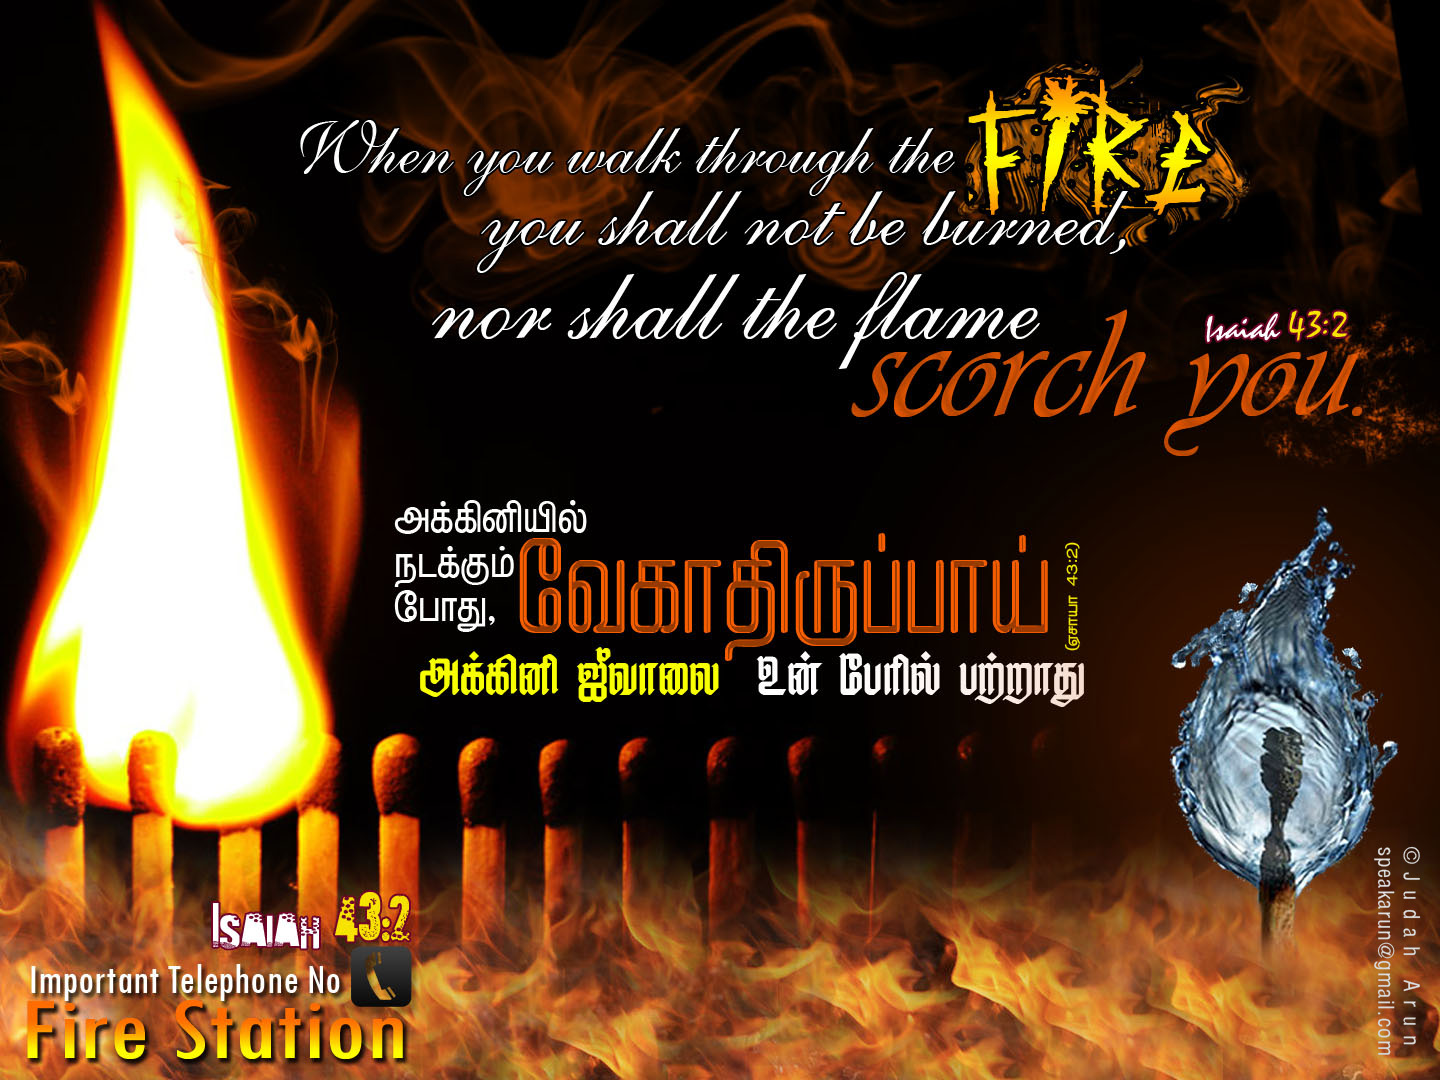 When you walk through the FIRE
you shall not be burned,
nor shall the flame
scorch you.
Isaiah 43:2
அக்கினியில்
நடக்கும்
போது,
வேகாதிருப்பாய்
(ஏசாயா 43:2)
அக்கினி ஜீவாலை உன் பேரில் பற்றாது
Isaiah 43:2
Important Telephone No
Fire Station
©Judah Arun
speakarun@gmail.com